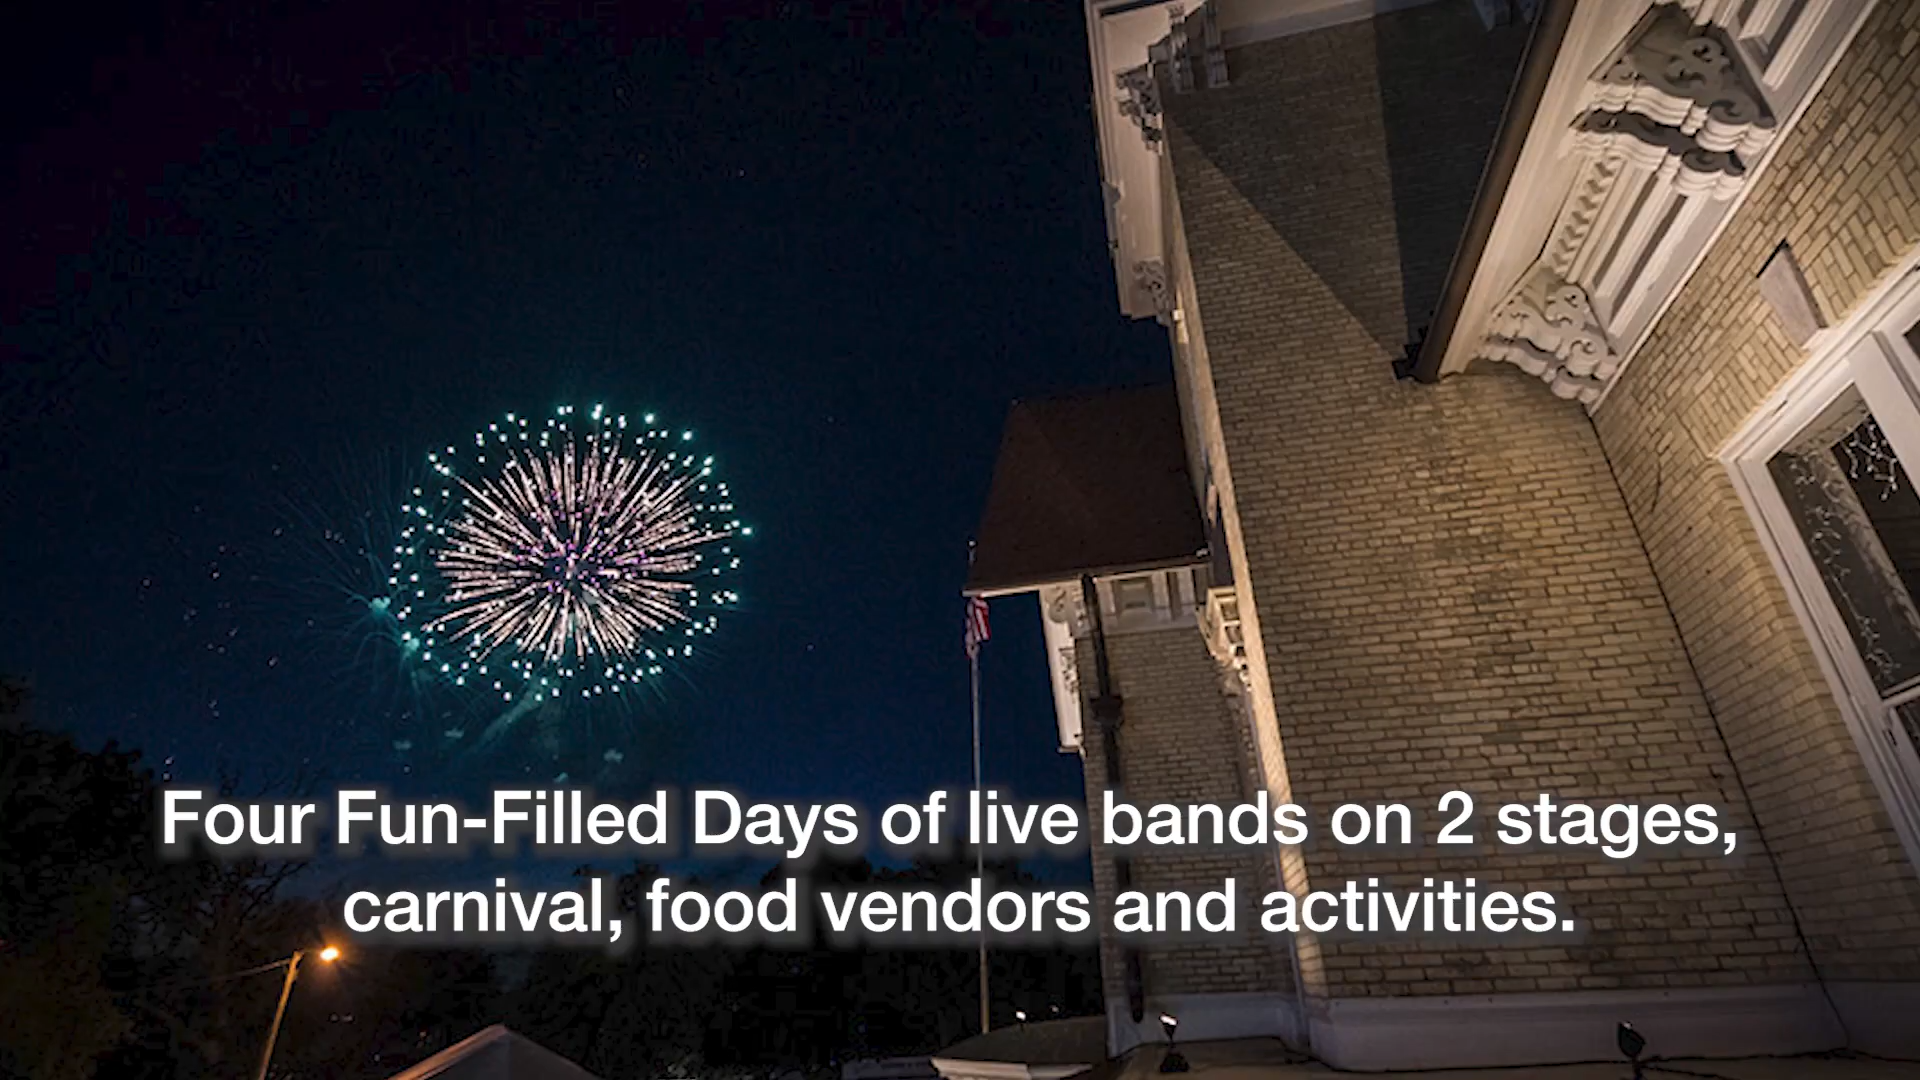 Four Fun-Filled Days of live bands on 2 stages,
carnival, food vendors and activities.